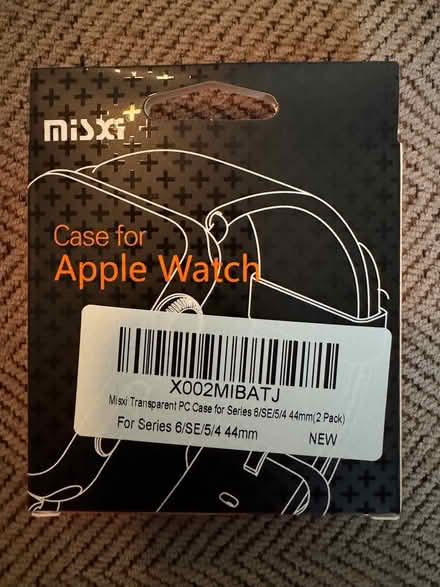 misxi
Case for
Apple Watch
X002MIBATJ
Misxi Transparent PC Case for Series 6/SE/5/4 44mm(2 Pack)
For Series 6/SE/5/4 44mm
NEW